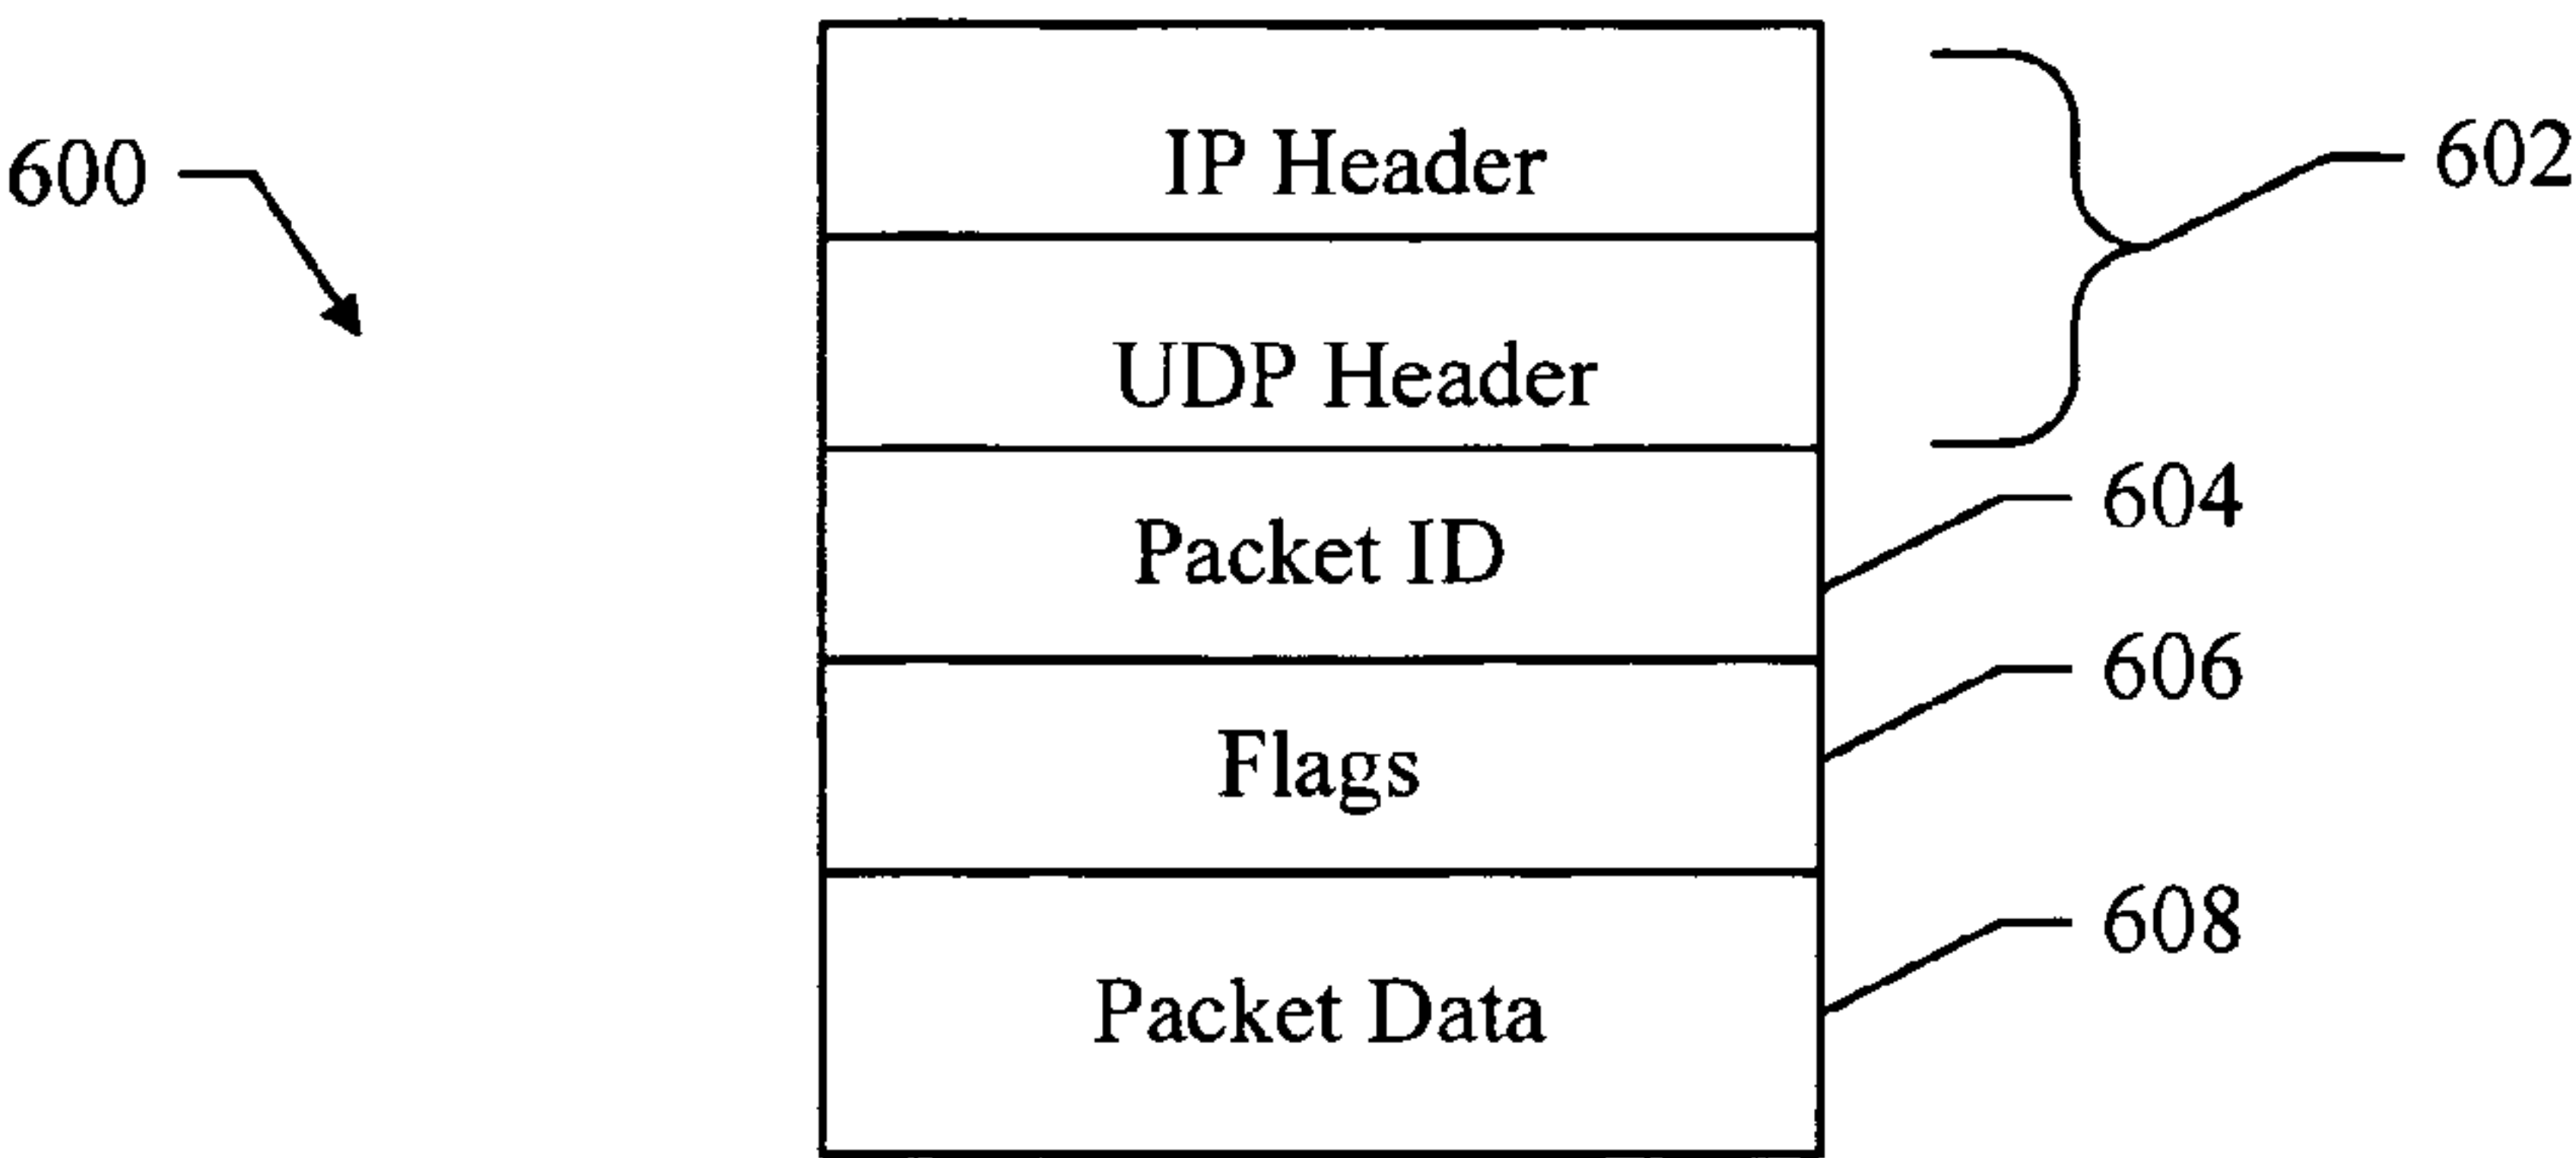 IP Header
600
602
UDP Header
604
Packet ID
606
Flags
608
Packet Data